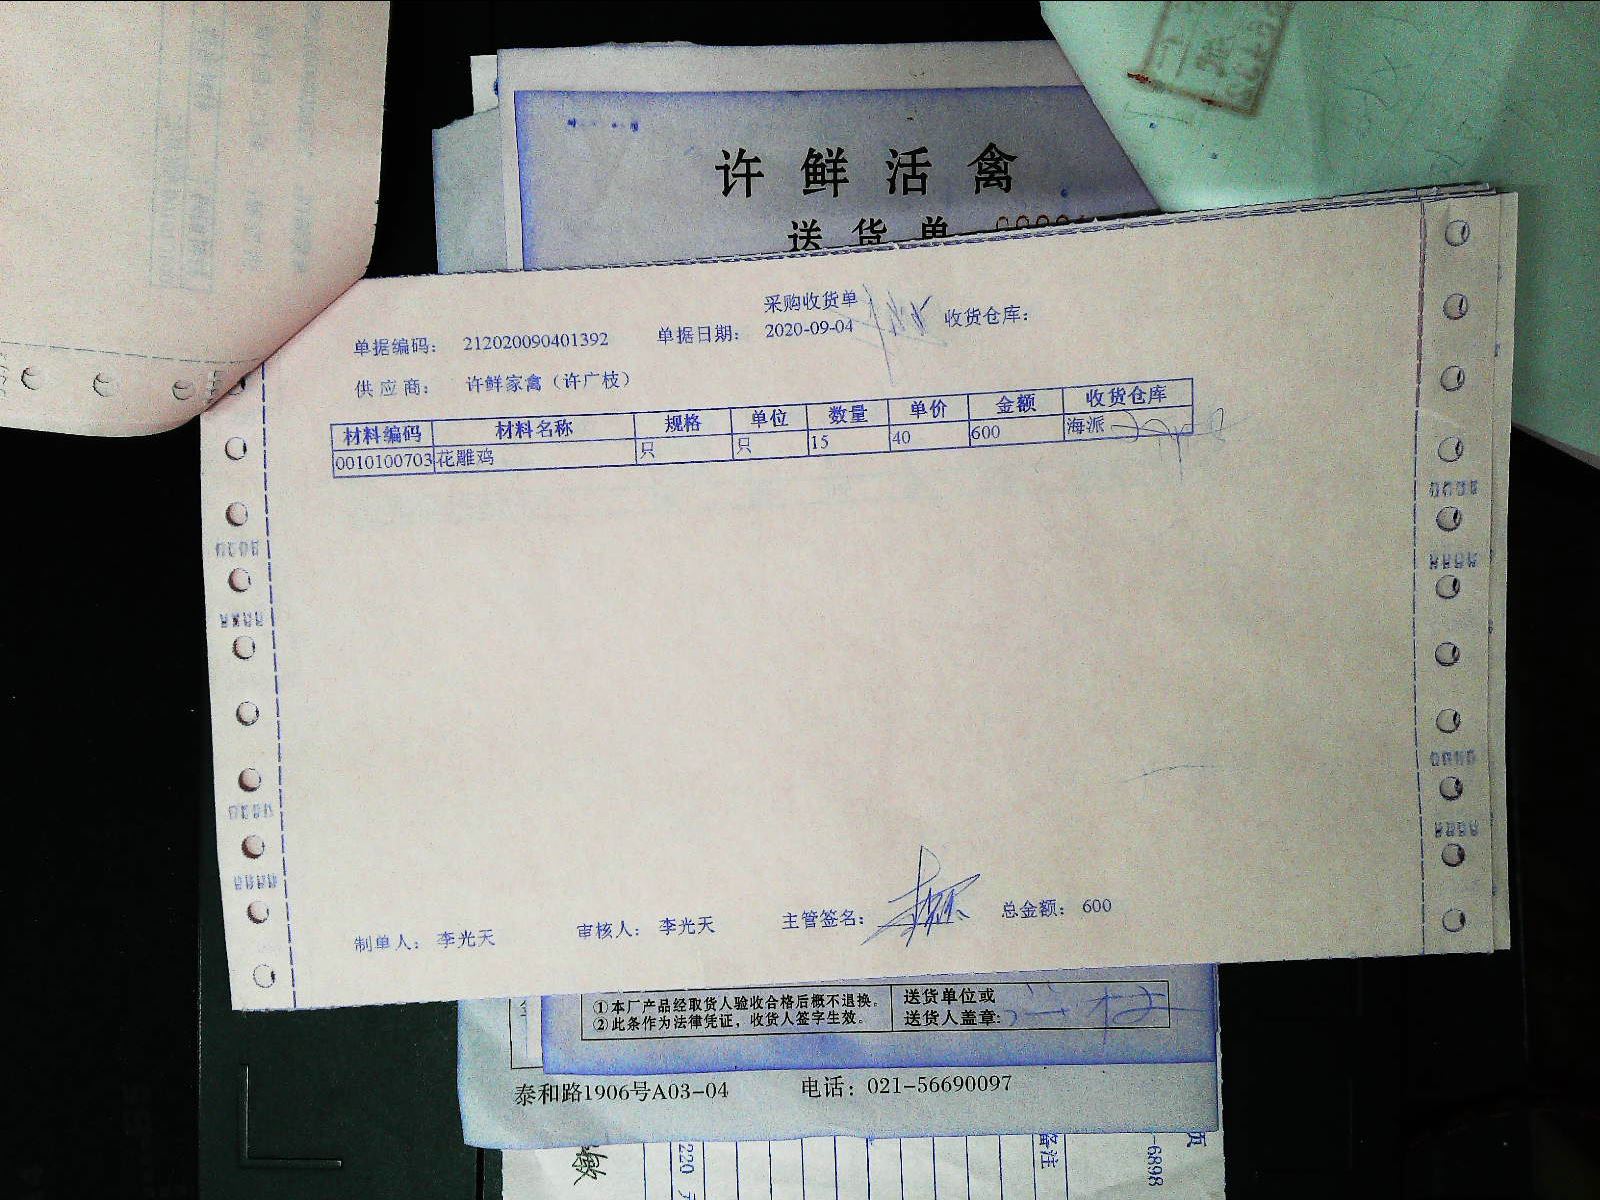 许鲜活禽
送货单
采购收货单
单据编码： 212020090401392 单据日期： 2020-09-04 收货仓库：
供应商： 许鲜家禽（许广枝）
材料编码 材料名称 规格 单位 数量 单价 金额 收货仓库
0010100703 花雕鸡 只 只 15 40 600 海派
制单人： 李光天 审核人： 李光天 主管签名： 总金额： 600
①本厂产品经取货人验收合格后概不退换。 送货单位或
②此条作为法律凭证，收货人签字生效。 送货人盖章:
泰和路1906号A03-04 电话：021-56690097
220 备注 -6898 页